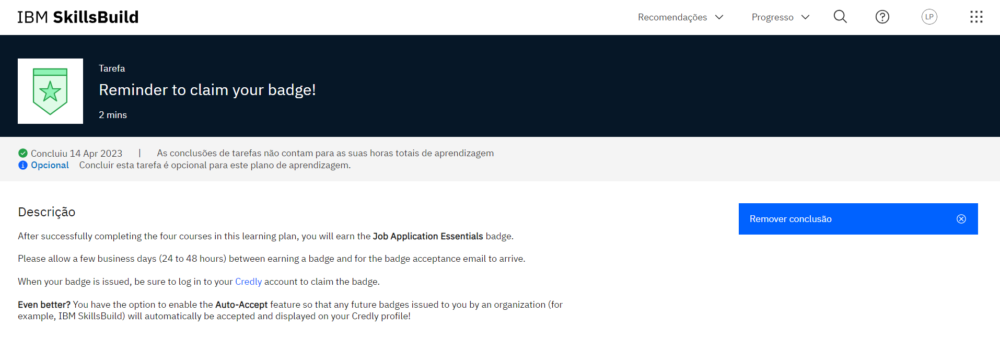 IBM SkillsBuild
Recomendações
Progresso
LP
Tarefa
Reminder to claim your badge!
2 mins
Concluiu 14 Apr 2023 | As conclusões de tarefas não contam para as suas horas totais de aprendizagem
Opcional Concluir esta tarefa é opcional para este plano de aprendizagem.
Descrição
Remover conclusão
After successfully completing the four courses in this learning plan, you will earn the Job Application Essentials badge.
Please allow a few business days (24 to 48 hours) between earning a badge and for the badge acceptance email to arrive.
When your badge is issued, be sure to log in to your Credly account to claim the badge.
Even better? You have the option to enable the Auto-Accept feature so that any future badges issued to you by an organization (for
example, IBM SkillsBuild) will automatically be accepted and displayed on your Credly profile!